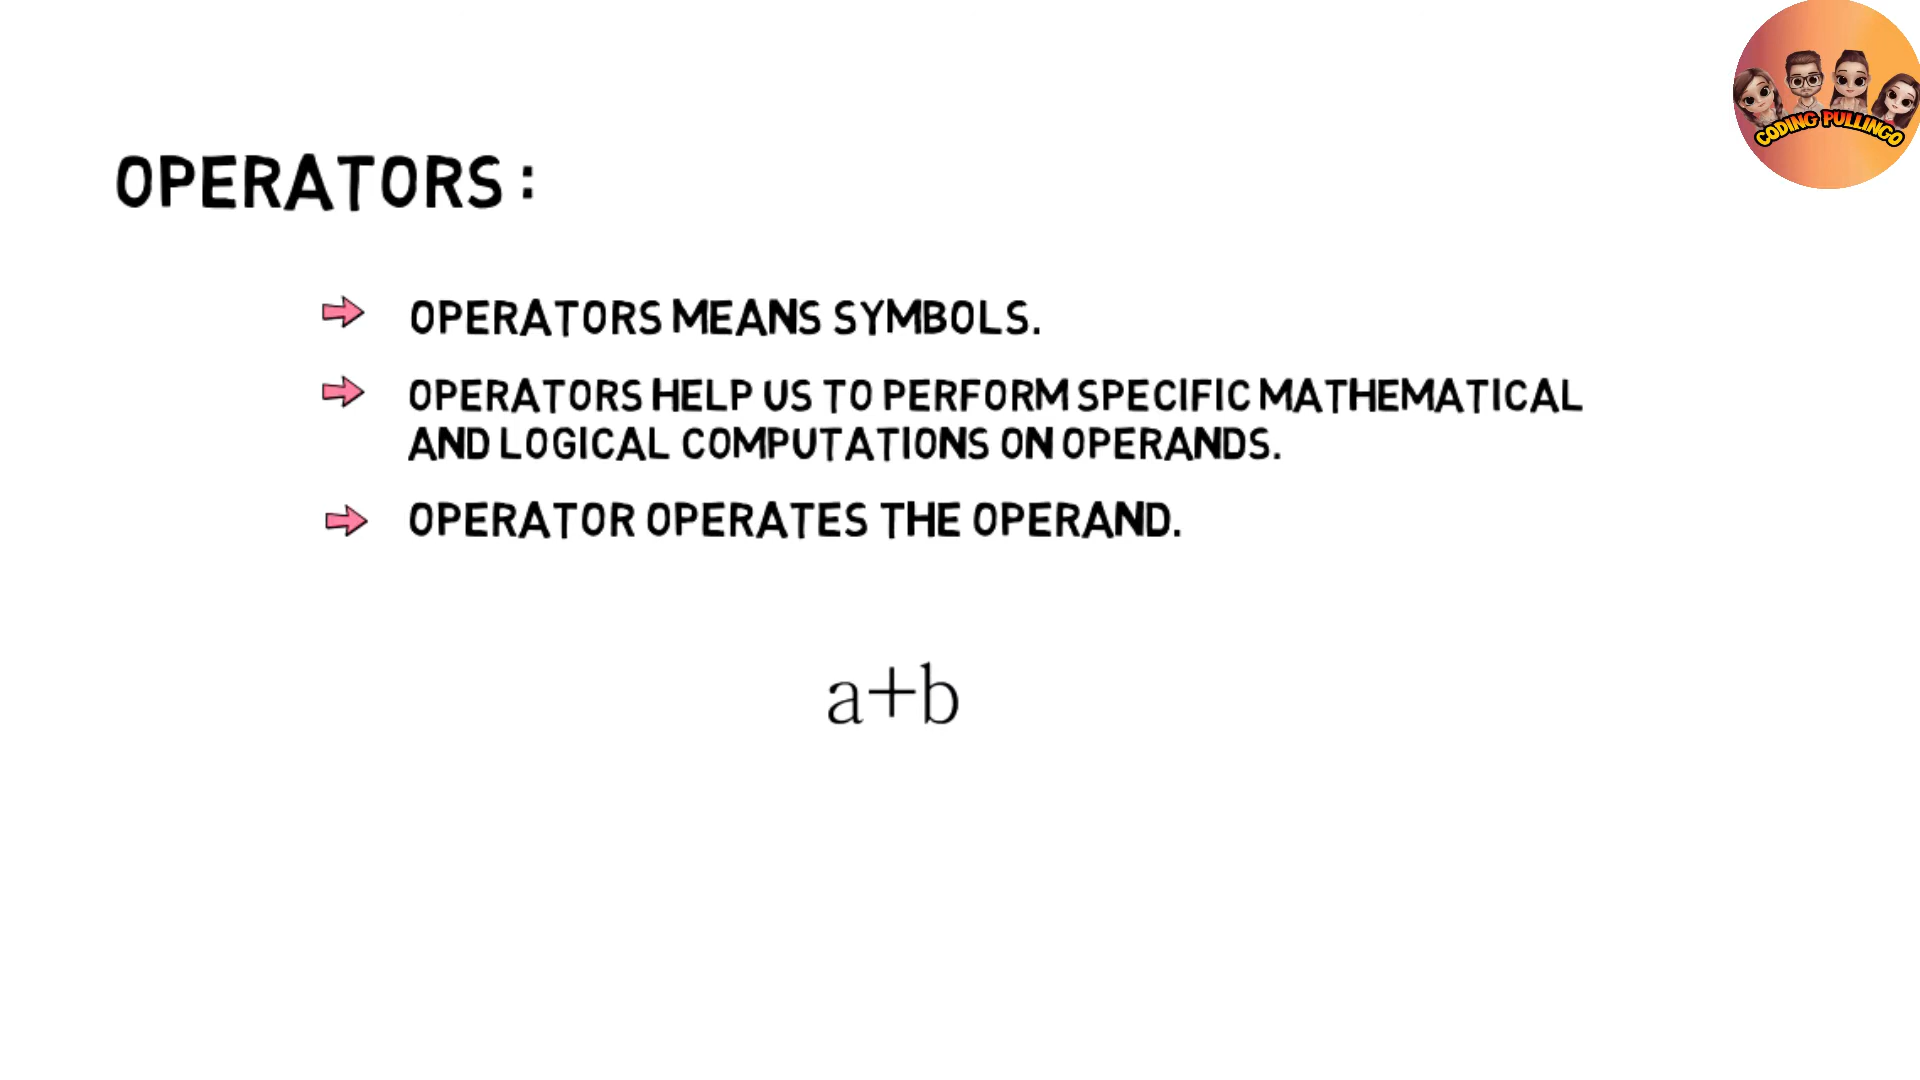 CODING PULLINGO
OPERATORS :
OPERATORS MEANS SYMBOLS.
OPERATORS HELP US TO PERFORM SPECIFIC MATHEMATICAL
AND LOGICAL COMPUTATIONS ON OPERANDS.
OPERATOR OPERATES THE OPERAND.
a+b